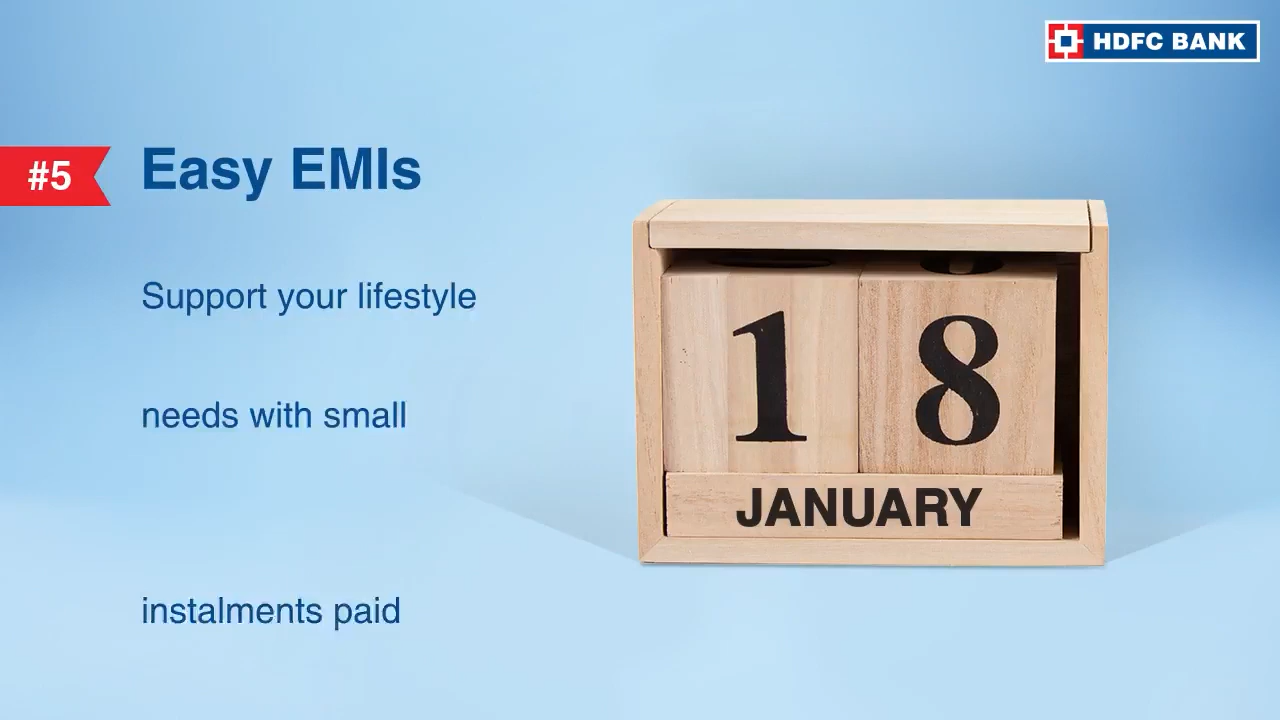 HDFC BANK
#5
Easy EMIs
Support your lifestyle
needs with small
instalments paid
18
JANUARY